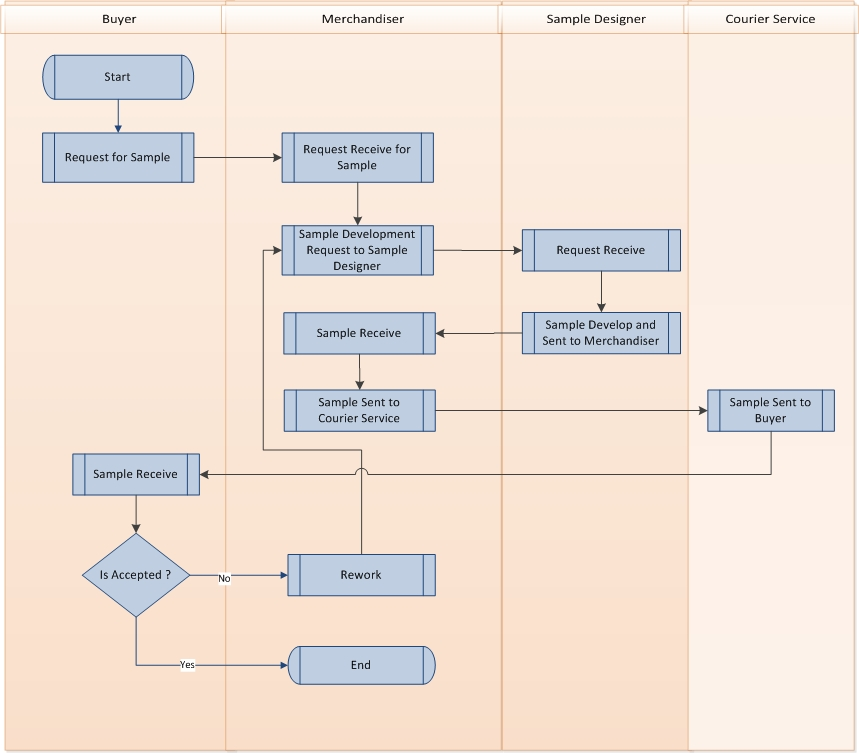 Buyer
Merchandiser
Sample Designer
Courier Service
Start
Request for Sample
Request Receive for
Sample
Sample Development
Request to Sample
Designer
Request Receive
Sample Receive
Sample Develop and
Sent to Merchandiser
Sample Sent to
Courier Service
Sample Sent to
Buyer
Sample Receive
Is Accepted ?
No
Rework
Yes
End